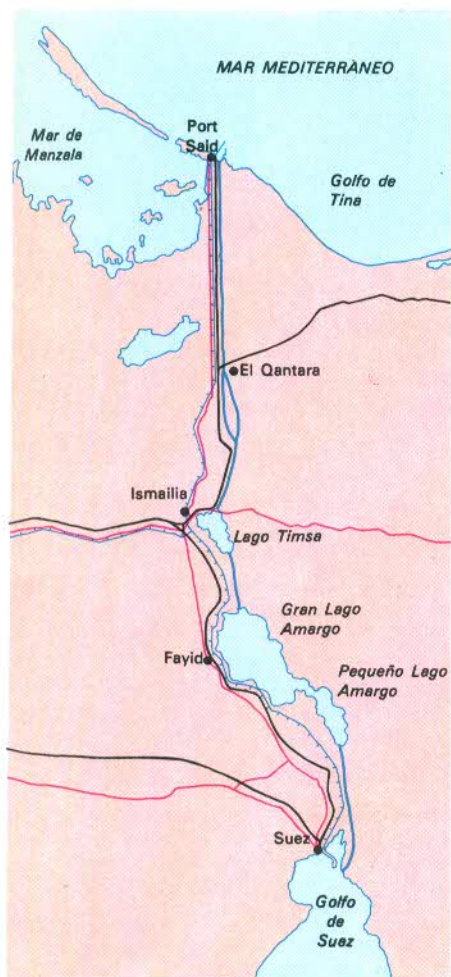 MAR MEDITERRANEO
Port
Said
Mar de
Manzala
Golfo de
Tina
El Qantara
Ismailia
Lago Timsa
Gran Lago
Amargo
Fayid
Pequeño Lago
Amargo
Suez
Golfo
de
Suez